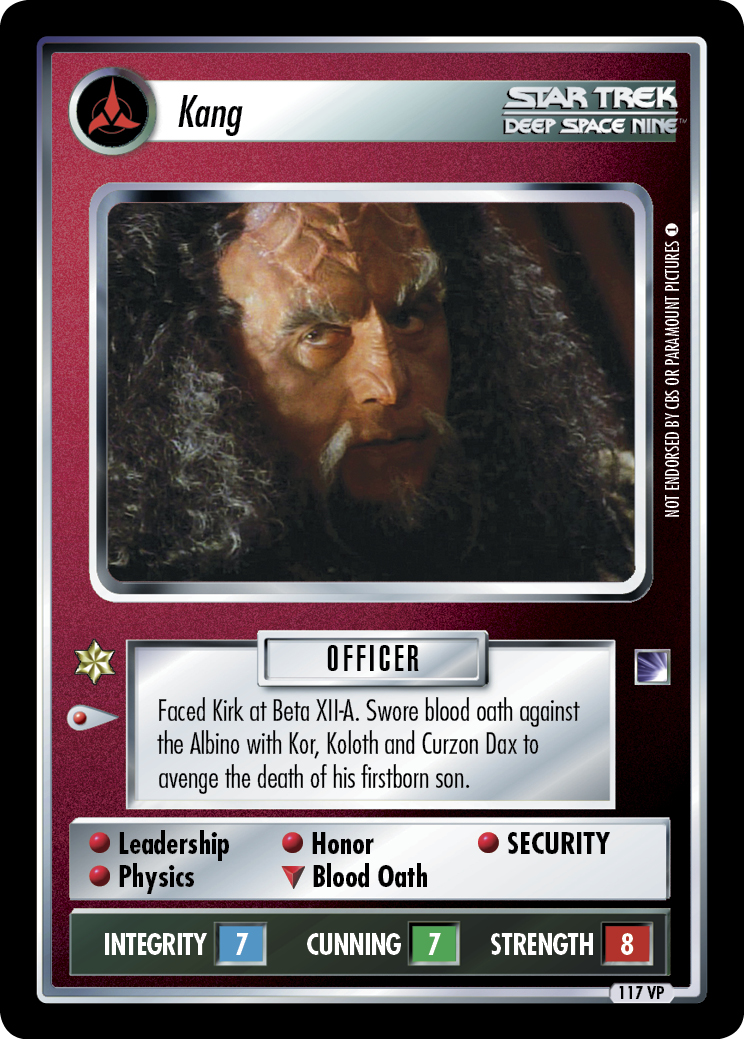 Kang
STAR TREK
DEEP SPACE NINE™
NOT ENDORSED BY CBS OR PARAMOUNT PICTURES 1
OFFICER
Faced Kirk at Beta XII-A. Swore blood oath against
the Albino with Kor, Koloth and Curzon Dax to
avenge the death of his firstborn son.
Leadership Honor SECURITY
Physics Blood Oath
INTEGRITY 7 CUNNING 7 STRENGTH 8
117 VP